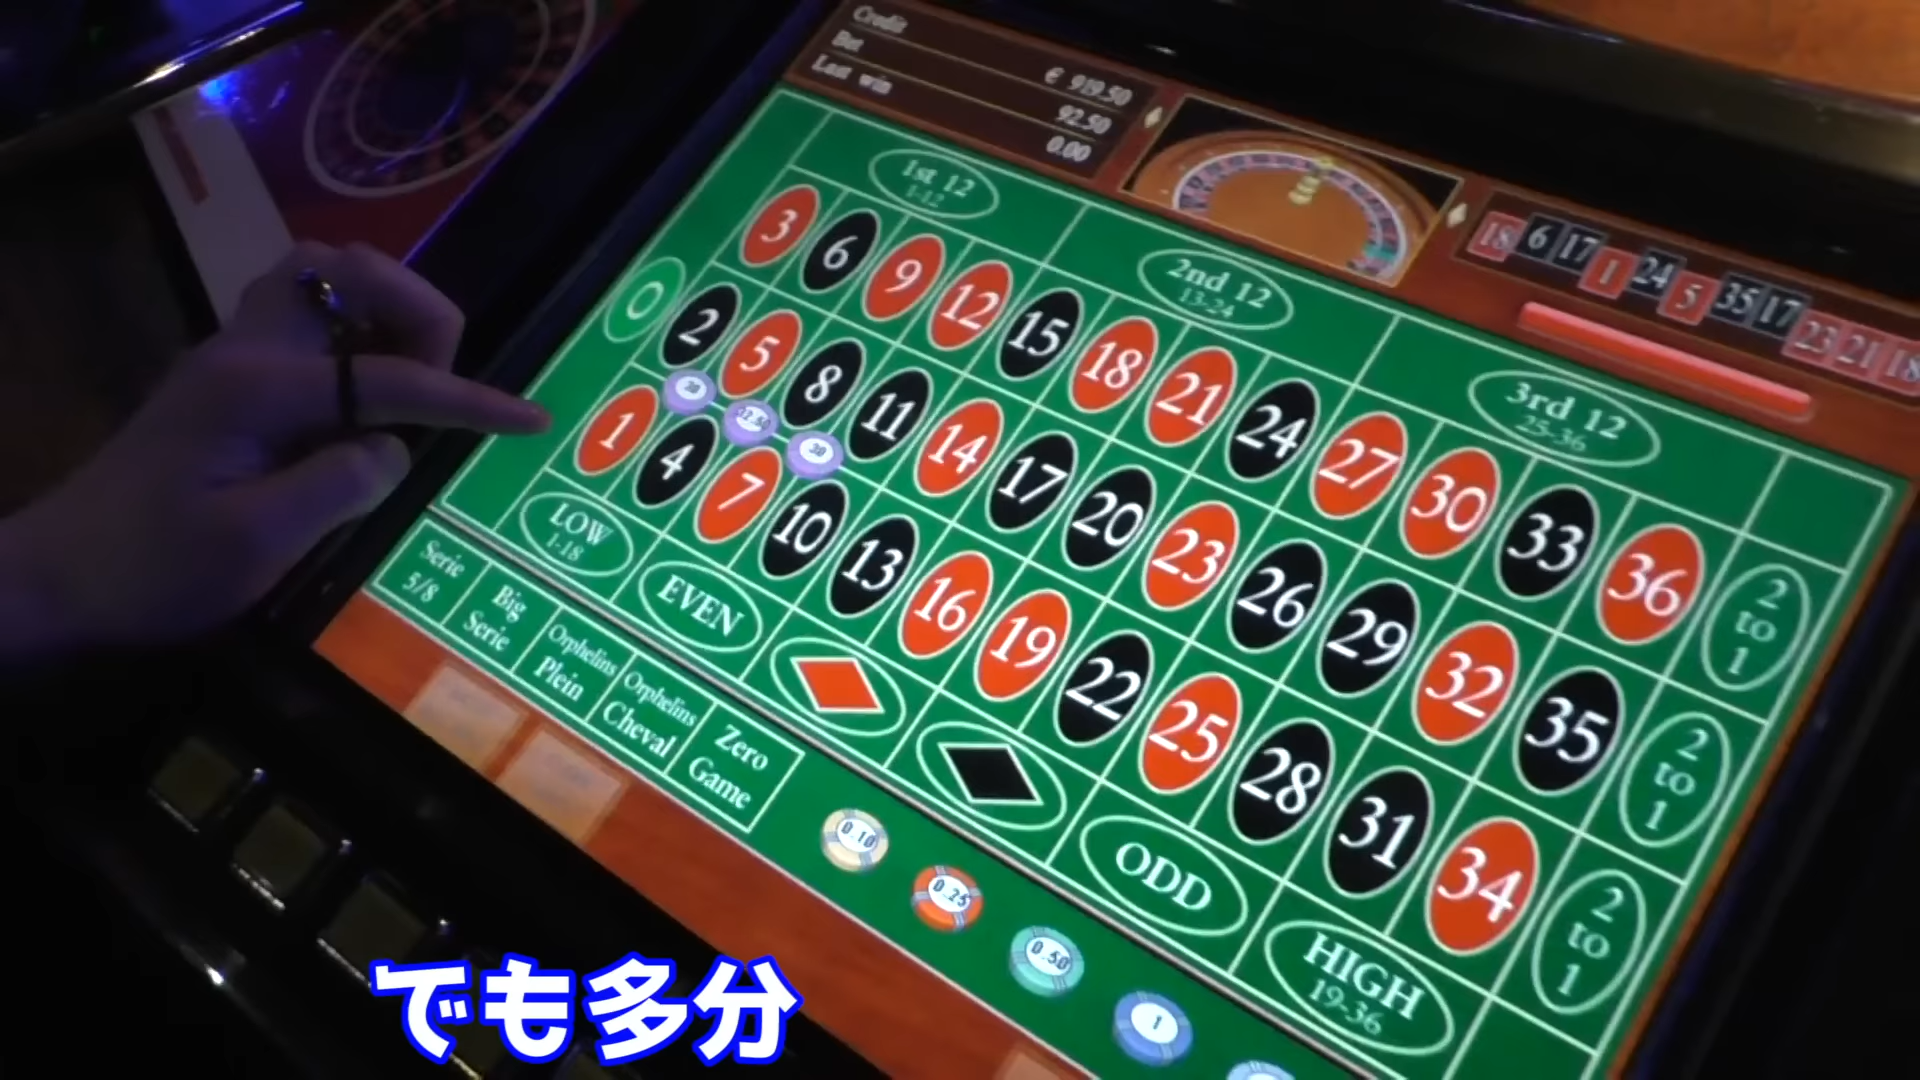 Credit
€ 919.50
Bet
92.50
Last win
0.00
18 6 17 1 24 5 35 17 23 21 18
1st 12
1-12
2nd 12
13-24
3rd 12
25-36
0
3 6 9 12 15 18 21 24 27 30 33 36
2 to 1
2 5 8 11 14 17 20 23 26 29 32 35
2 to 1
30
32.50
30
1 4 7 10 13 16 19 22 25 28 31 34
2 to 1
LOW
1-18
EVEN
ODD
HIGH
19-36
Serie
5/8
Big
Serie
Orphelins
Plein
Orphelins
Cheval
Zero
Game
0.10
0.25
0.50
1
でも多分